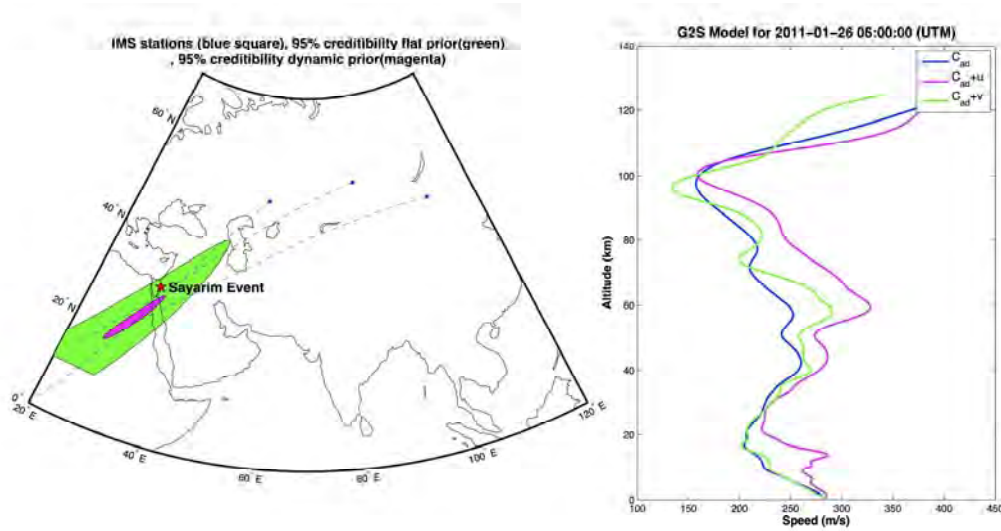 IMS stations (blue square), 95% creditibility flat prior(green)
, 95% creditibility dynamic prior(magenta)
60°N
40°N
20°N
0°
20°E
40°E
60°E
80°E
100°E
120°E
Sayarim Event
G2S Model for 2011-01-26 05:00:00 (UTM)
C_ad
C_ad+u
C_ad+v
Altitude (km)
140
120
100
80
60
40
20
0
100 150 200 250 300 350 400 450
Speed (m/s)